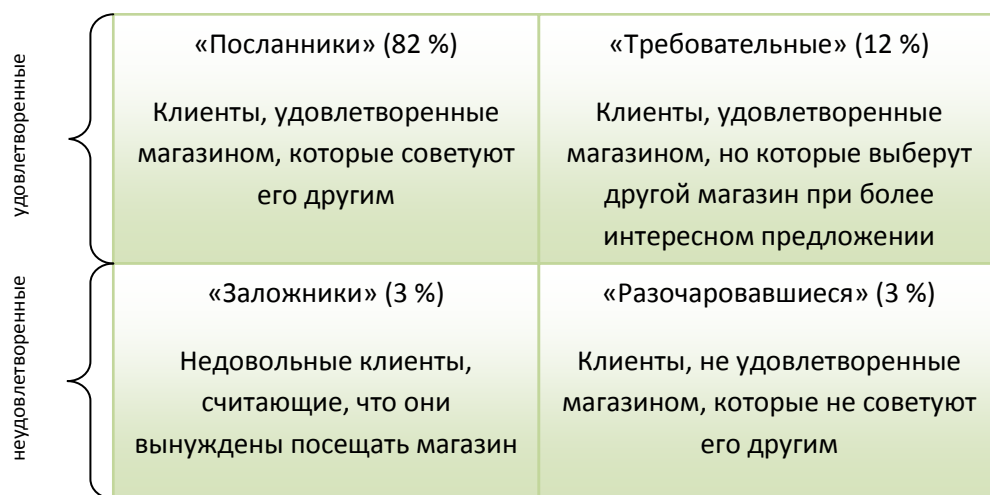 удовлетворенные
«Посланники» (82 %)
Клиенты, удовлетворенные
магазином, которые советуют
его другим
«Требовательные» (12 %)
Клиенты, удовлетворенные
магазином, но которые выберут
другой магазин при более
интересном предложении
неудовлетворенные
«Заложники» (3 %)
Недовольные клиенты,
считающие, что они
вынуждены посещать магазин
«Разочаровавшиеся» (3 %)
Клиенты, не удовлетворенные
магазином, которые не советуют
его другим